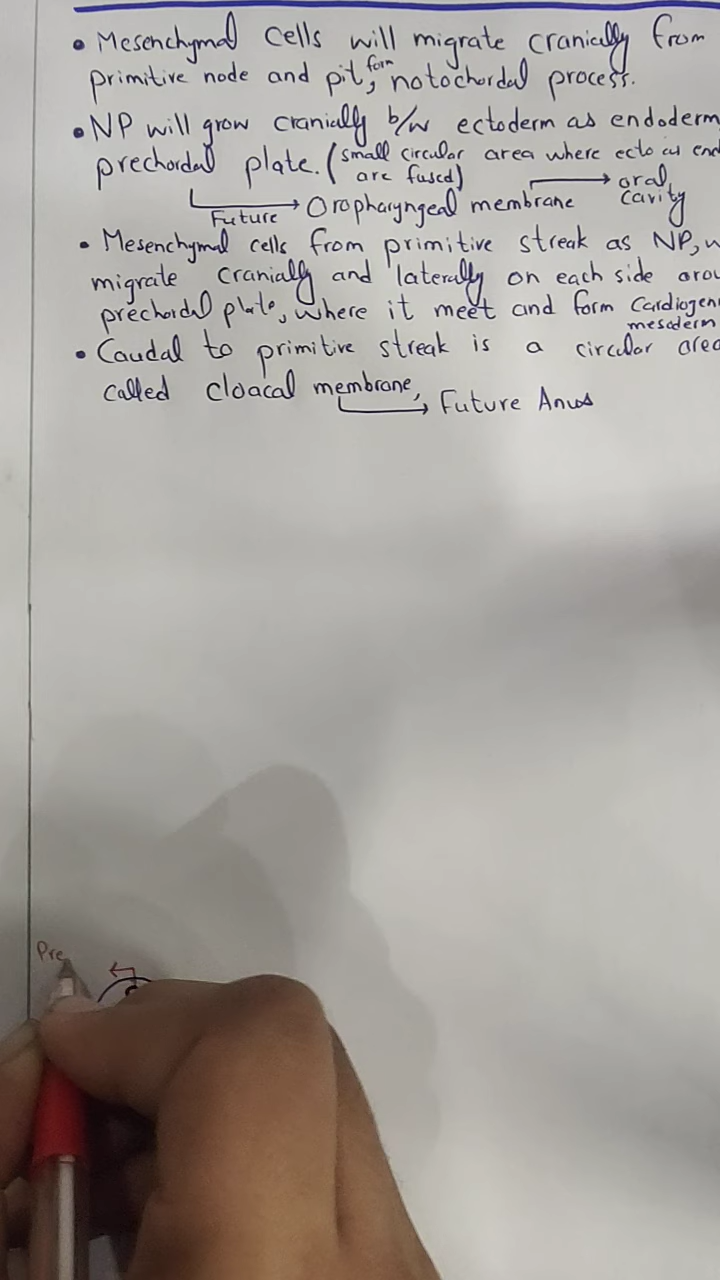 • Mesenchymal cells will migrate cranially from
primitive node and pit, form notochordal process.
• NP will grow cranially b/w ectoderm as endoderm
prechordal plate. (small circular area where ecto as end
are fused)
Future → Oropharyngeal membrane → oral cavity
• Mesenchymal cells from primitive streak as NP, w
migrate cranially and laterally on each side arou
prechordal plate, where it meet and form Cardiogen
mesoderm
• Caudal to primitive streak is a circular area
called cloacal membrane,
→ Future Anus
Pre